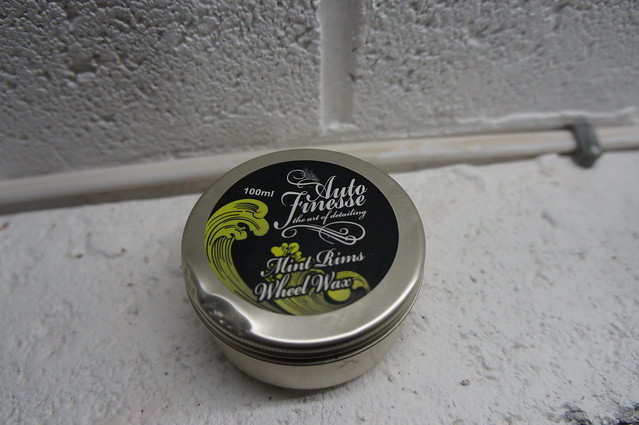 100ml
Auto
Finesse
the art of detailing
Mint Rims
Wheel Wax